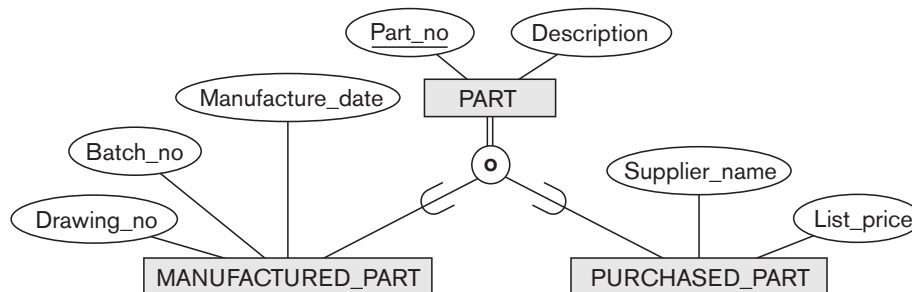 Part_no
Description
Manufacture_date
PART
Batch_no
o
Supplier_name
Drawing_no
List_price
MANUFACTURED_PART
PURCHASED_PART